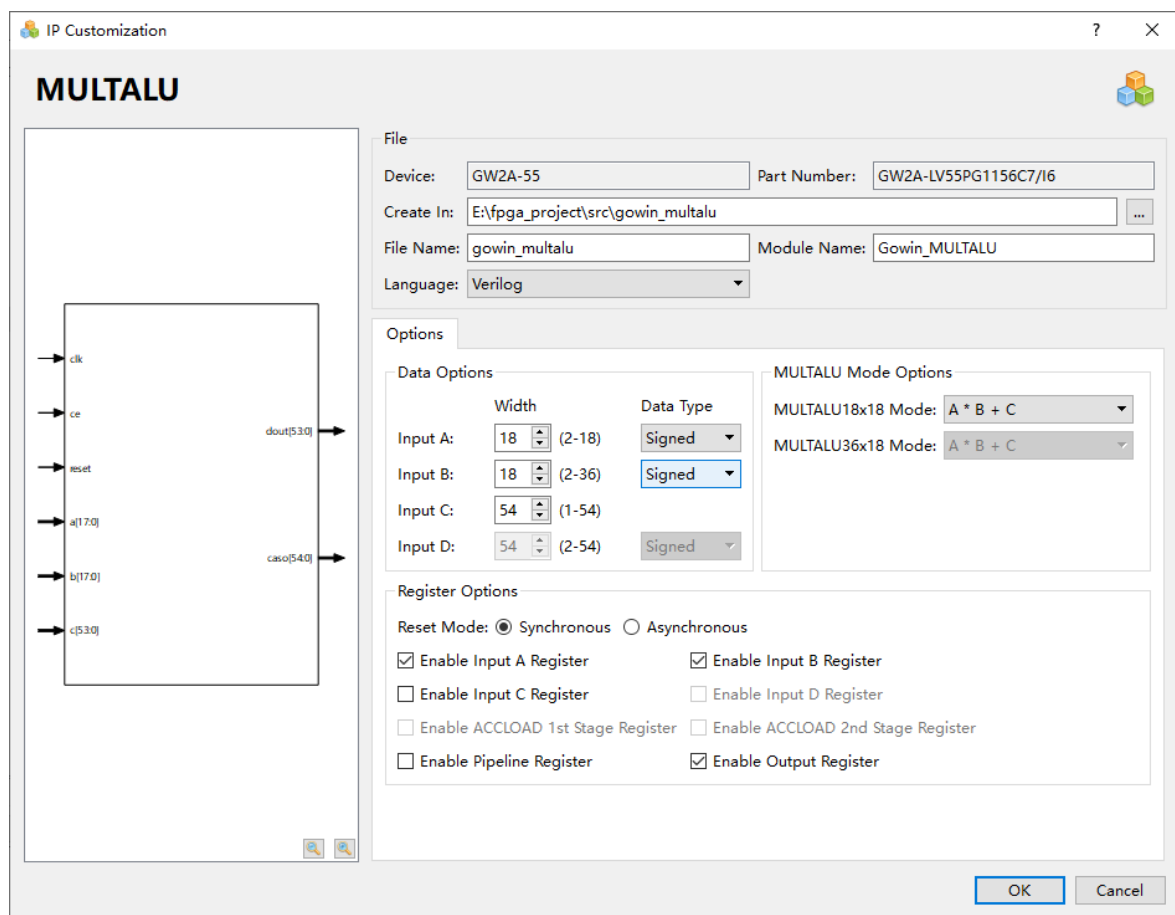 IP Customization ?
MULTALU
File
Device: GW2A-55 Part Number: GW2A-LV55PG1156C7/I6
Create In: E:\fpga_project\src\gowin_multalu ...
File Name: gowin_multalu Module Name: Gowin_MULTALU
Language: Verilog
clk
ce
reset
a[17:0]
b[17:0]
c[53:0]
dout[53:0]
caso[54:0]
Options
Data Options
Width Data Type
Input A: 18 (2-18) Signed
Input B: 18 (2-36) Signed
Input C: 54 (1-54)
Input D: 54 (2-54) Signed
MULTALU Mode Options
MULTALU18x18 Mode: A * B + C
MULTALU36x18 Mode: A * B + C
Register Options
Reset Mode: Synchronous Asynchronous
Enable Input A Register Enable Input B Register
Enable Input C Register Enable Input D Register
Enable ACCLOAD 1st Stage Register Enable ACCLOAD 2nd Stage Register
Enable Pipeline Register Enable Output Register
OK Cancel